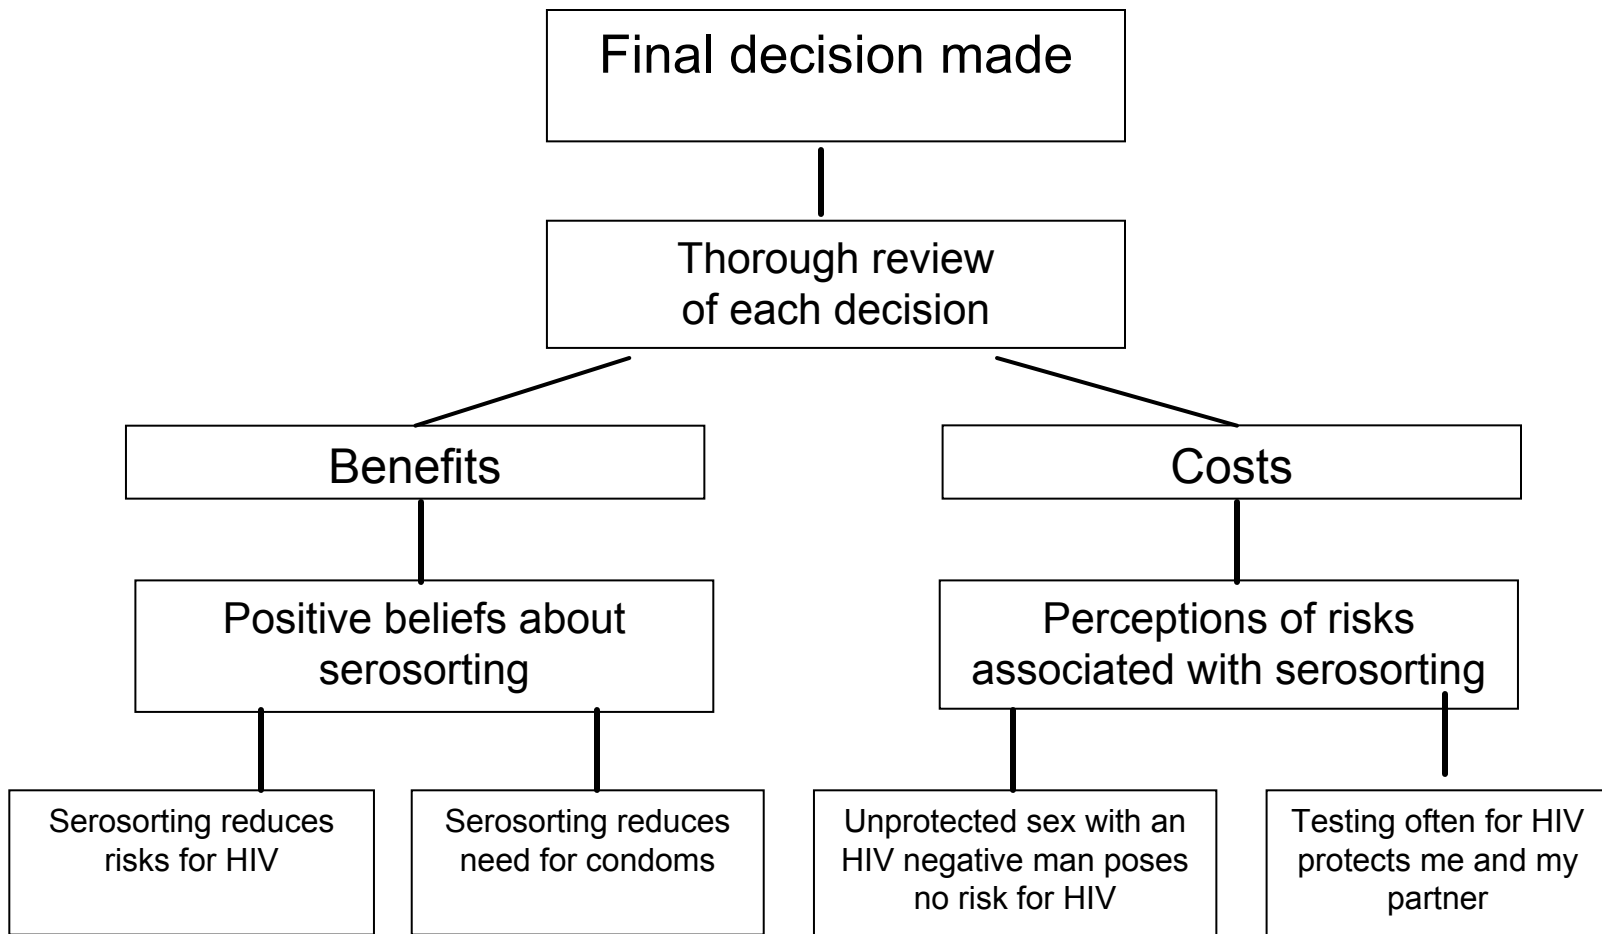 Final decision made
Thorough review
of each decision
Benefits
Costs
Positive beliefs about
serosorting
Perceptions of risks
associated with serosorting
Serosorting reduces
risks for HIV
Serosorting reduces
need for condoms
Unprotected sex with an
HIV negative man poses
no risk for HIV
Testing often for HIV
protects me and my
partner